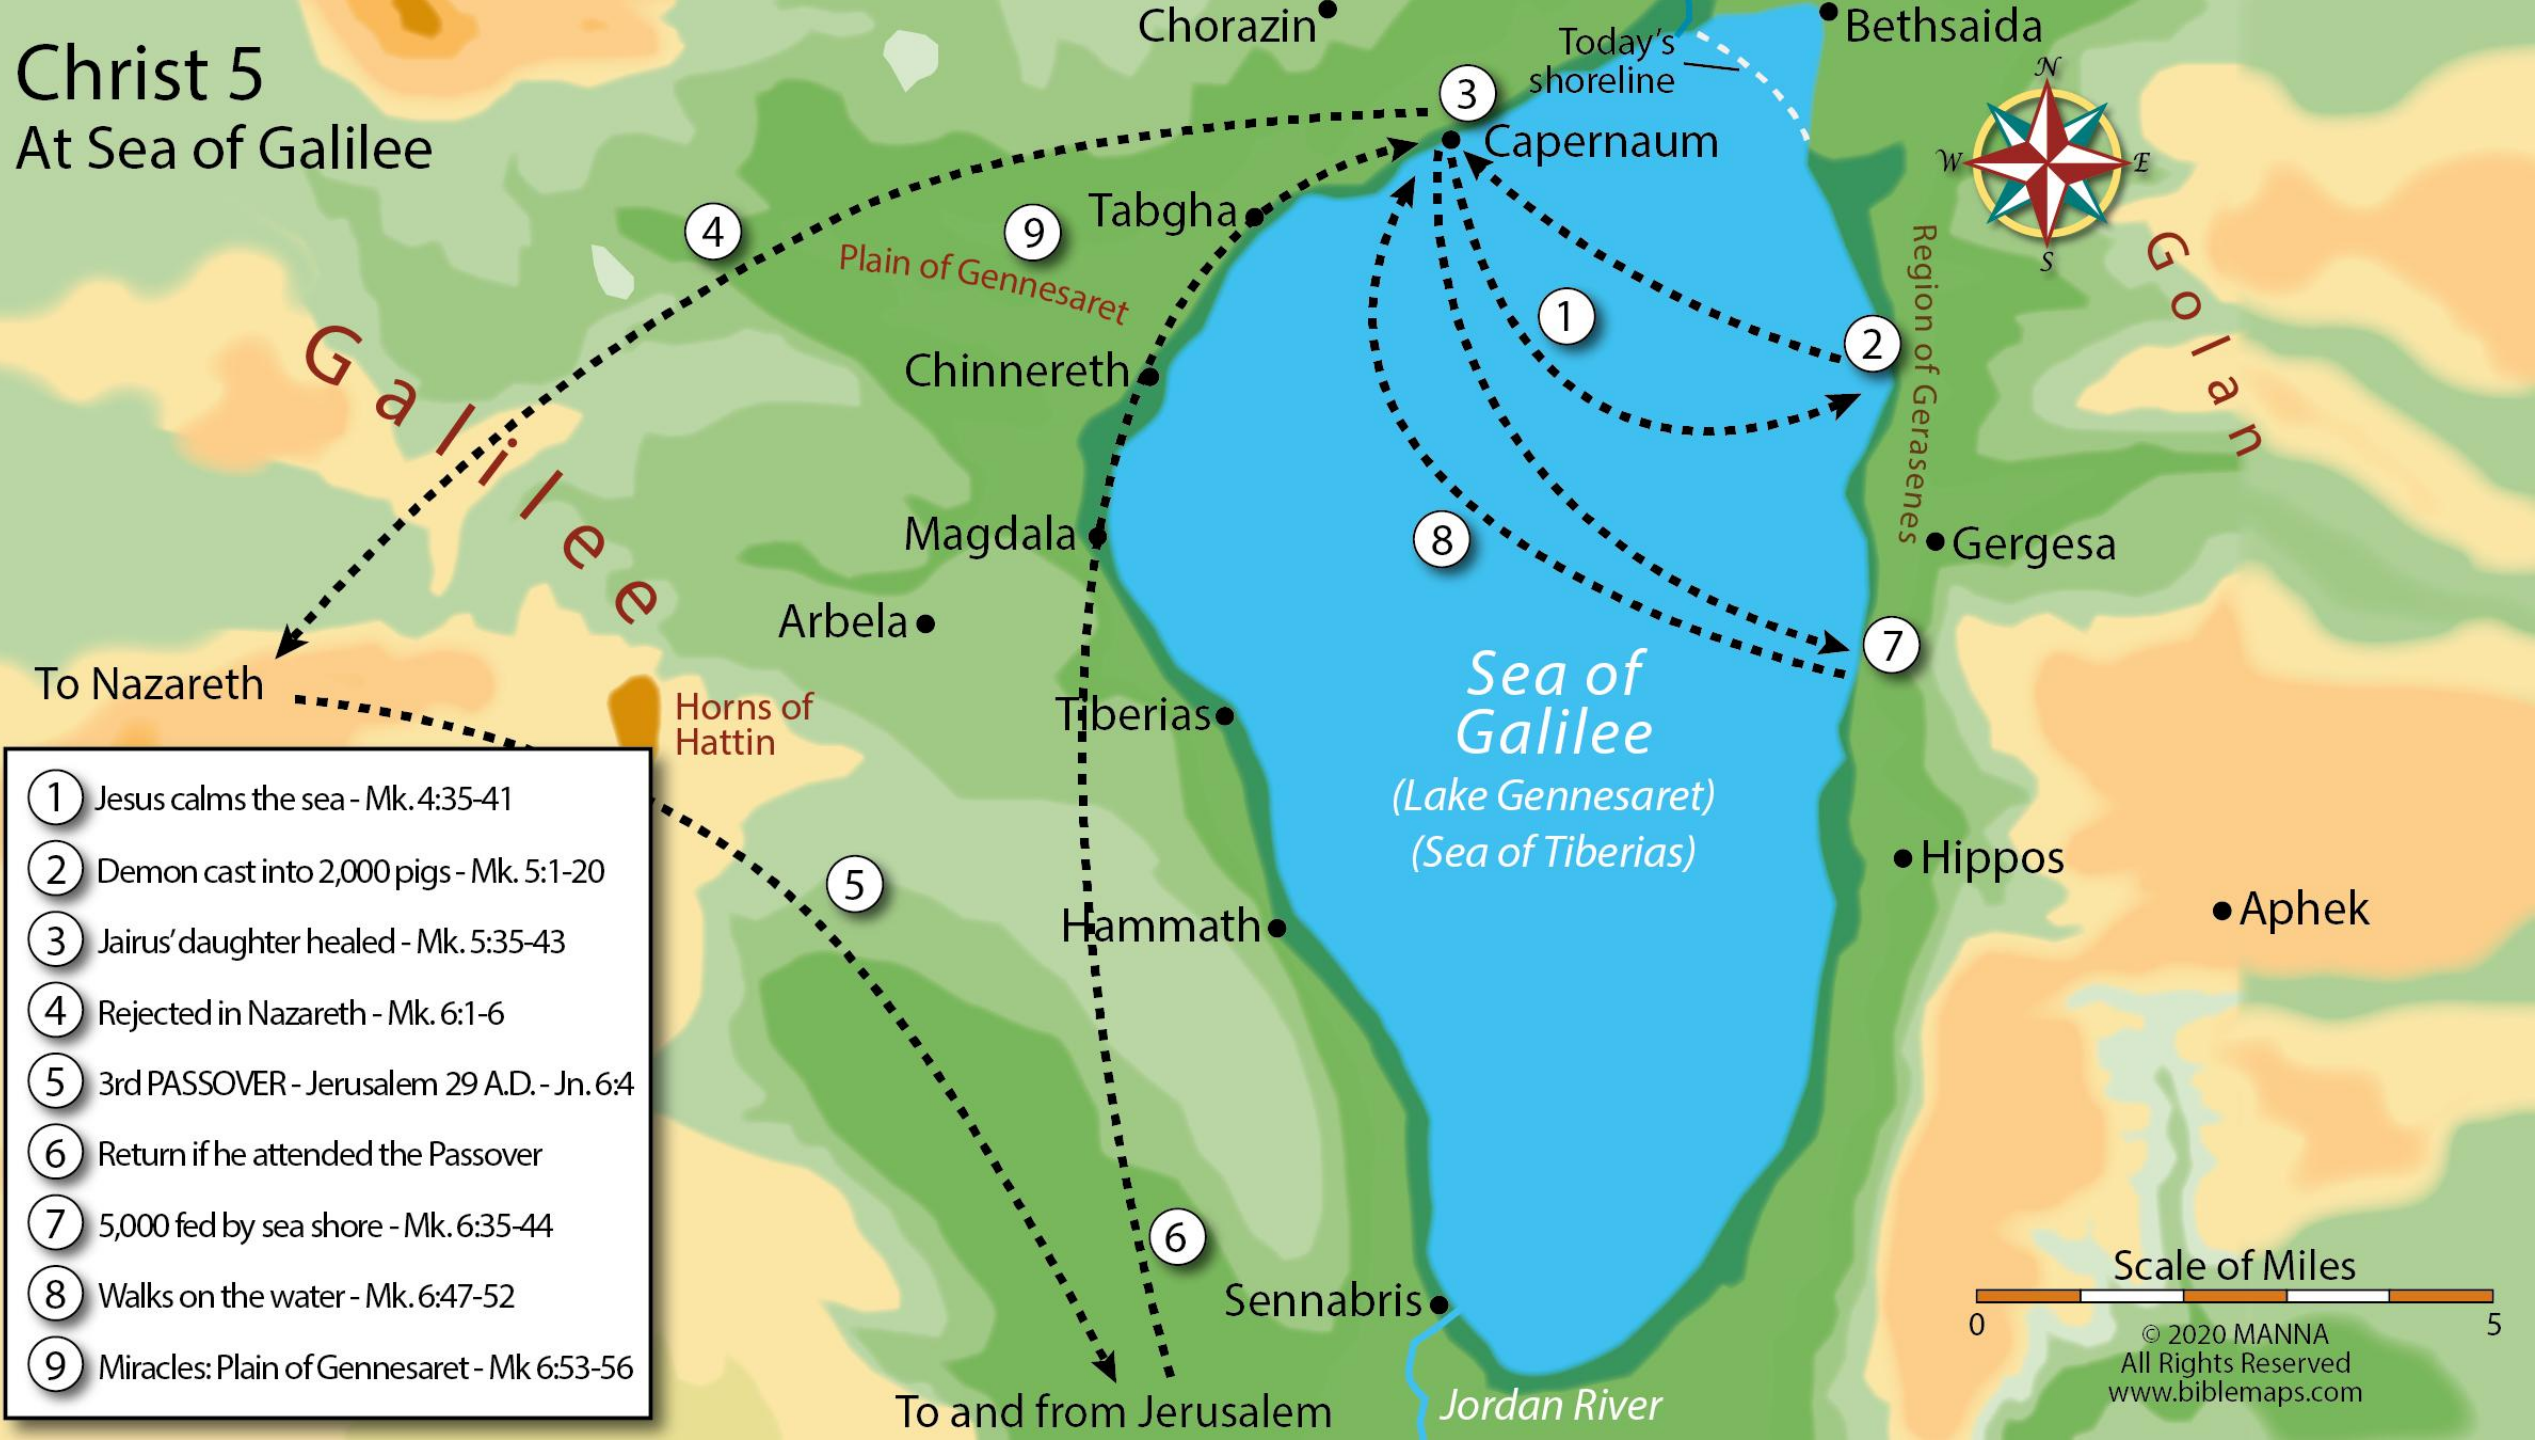 Christ 5
At Sea of Galilee
Chorazin
Today's
shoreline
Bethsaida
N
W
E
S
3
Capernaum
Tabgha
4
9
Plain of Gennesaret
1
2
Region of Gerasenes
Golan
Galilee
Chinnereth
Magdala
8
Gergesa
Arbela
7
To Nazareth
Horns of
Hattin
Tiberias
Sea of
Galilee
(Lake Gennesaret)
(Sea of Tiberias)
5
Hammath
Hippos
Aphek
1 Jesus calms the sea - Mk. 4:35-41
2 Demon cast into 2,000 pigs - Mk. 5:1-20
3 Jairus' daughter healed - Mk. 5:35-43
4 Rejected in Nazareth - Mk. 6:1-6
5 3rd PASSOVER - Jerusalem 29 A.D. - Jn. 6:4
6 Return if he attended the Passover
7 5,000 fed by sea shore - Mk. 6:35-44
8 Walks on the water - Mk. 6:47-52
9 Miracles: Plain of Gennesaret - Mk 6:53-56
6
Sennabris
To and from Jerusalem
Jordan River
Scale of Miles
0 5
© 2020 MANNA
All Rights Reserved
www.biblemaps.com